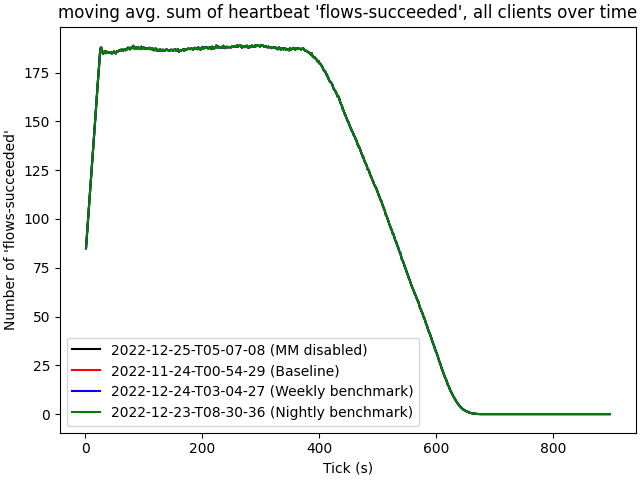 moving avg. sum of heartbeat 'flows-succeeded', all clients over time
Number of 'flows-succeeded'
175
150
125
100
75
50
25
0
2022-12-25-T05-07-08 (MM disabled)
2022-11-24-T00-54-29 (Baseline)
2022-12-24-T03-04-27 (Weekly benchmark)
2022-12-23-T08-30-36 (Nightly benchmark)
0 200 400 600 800
Tick (s)